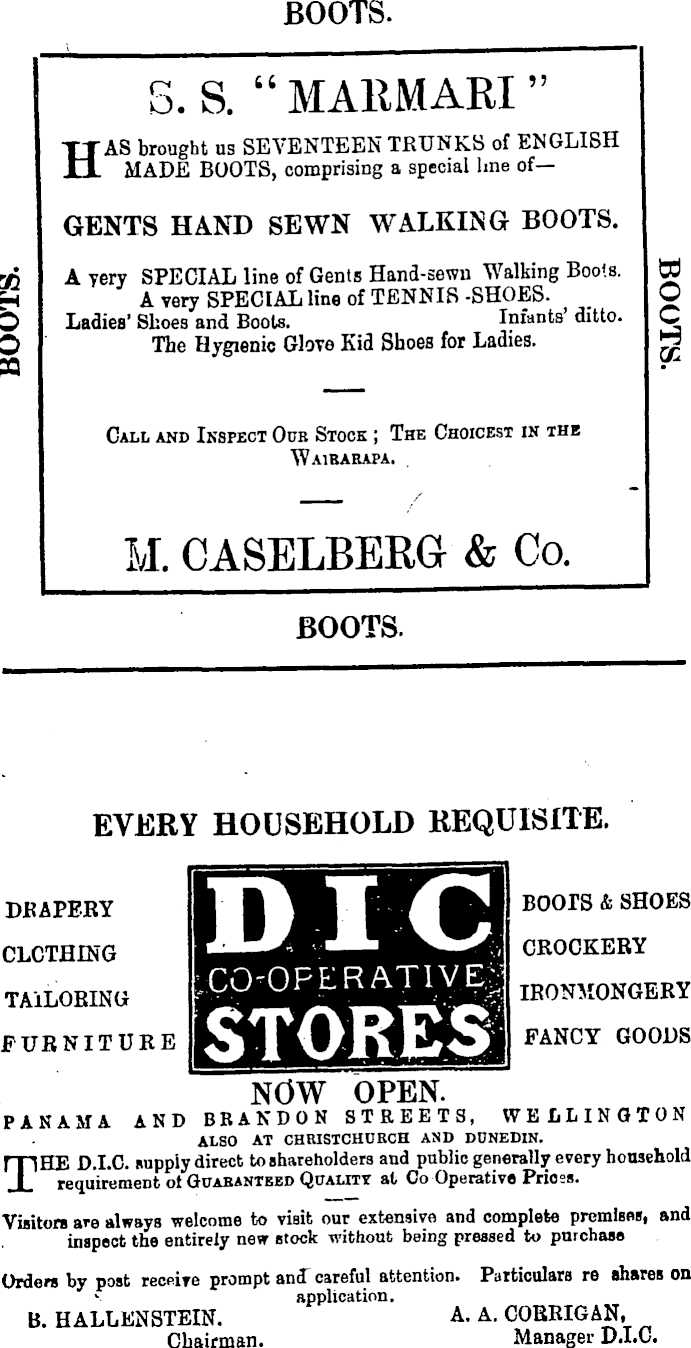 BOOTS.
S. S. “MARMARI”
HAS brought us SEVENTEEN TRUNKS of ENGLISH
MADE BOOTS, comprising a special line of—
GENTS HAND SEWN WALKING BOOTS.
A very SPECIAL line of Gents Hand-sewn Walking Boots.
A very SPECIAL line of TENNIS -SHOES.
Ladies' Shoes and Boots. Infants' ditto.
The Hygienic Glove Kid Shoes for Ladies.
CALL AND INSPECT OUR STOCK ; THE CHOICEST IN THE
WAIRARAPA.
M. CASELBERG & Co.
BOOTS.
BOOTS.
BOOTS.
EVERY HOUSEHOLD REQUISITE.
DRAPERY
CLOTHING
TAILORING
FURNITURE
DIC
CO-OPERATIVE
STORES
BOOTS & SHOES
CROCKERY
IRONMONGERY
FANCY GOODS
NOW OPEN.
PANAMA AND BRANDON STREETS, WELLINGTON
ALSO AT CHRISTCHURCH AND DUNEDIN.
THE D.I.C. supply direct to shareholders and public generally every household
requirement of GUARANTEED QUALITY at Co Operative Prices.
Visitors are always welcome to visit our extensive and complete premises, and
inspect the entirely new stock without being pressed to purchase
Orders by post receive prompt and careful attention. Particulars re shares on
application.
B. HALLENSTEIN. A. A. CORRIGAN,
Chairman. Manager D.I.C.